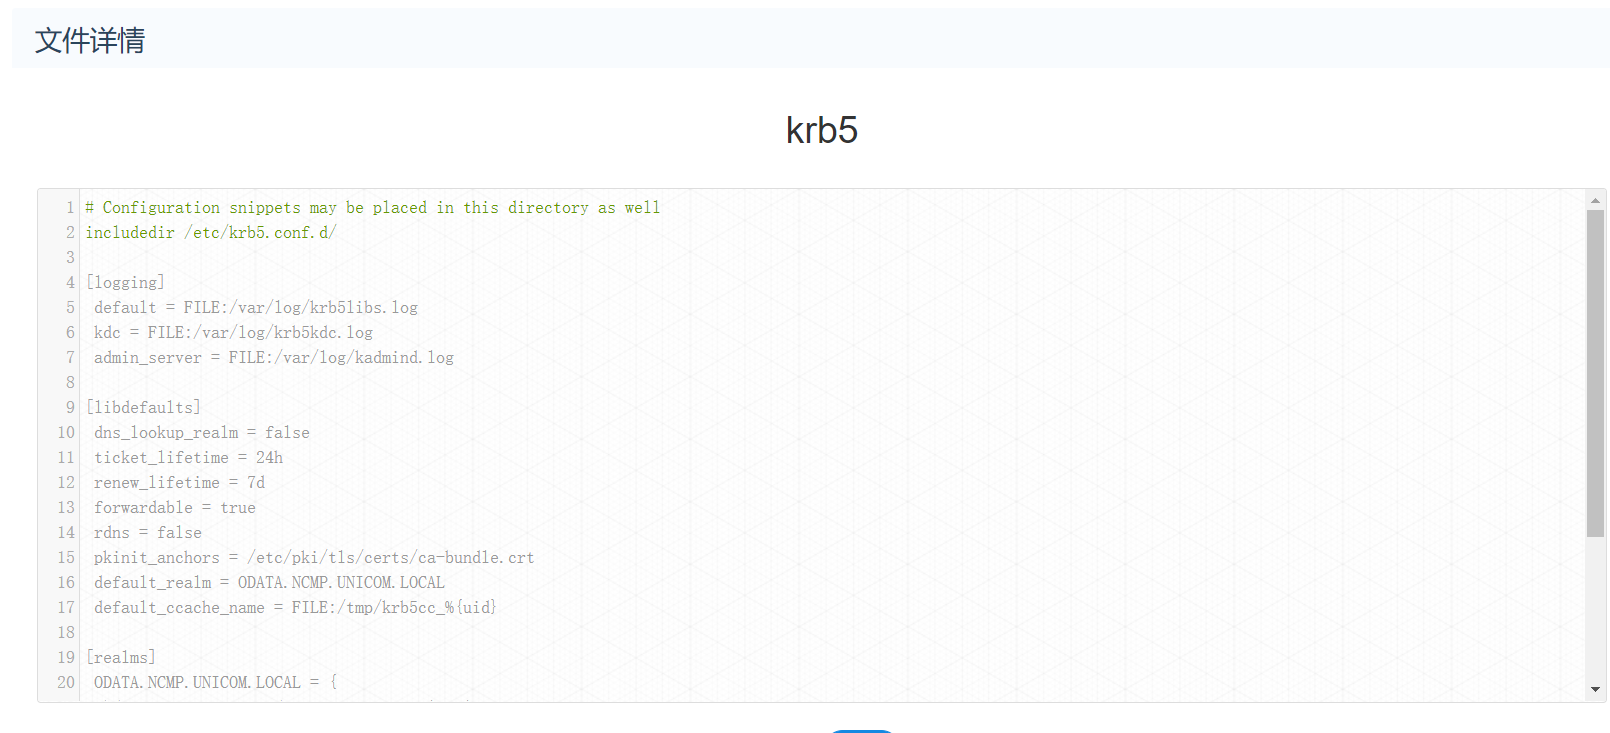 文件详情
krb5
1 # Configuration snippets may be placed in this directory as well
2 includedir /etc/krb5.conf.d/
3
4 [logging]
5 default = FILE:/var/log/krb5libs.log
6 kdc = FILE:/var/log/krb5kdc.log
7 admin_server = FILE:/var/log/kadmind.log
8
9 [libdefaults]
10 dns_lookup_realm = false
11 ticket_lifetime = 24h
12 renew_lifetime = 7d
13 forwardable = true
14 rdns = false
15 pkinit_anchors = /etc/pki/tls/certs/ca-bundle.crt
16 default_realm = ODATA.NCMP.UNICOM.LOCAL
17 default_ccache_name = FILE:/tmp/krb5cc_%{uid}
18
19 [realms]
20 ODATA.NCMP.UNICOM.LOCAL = {